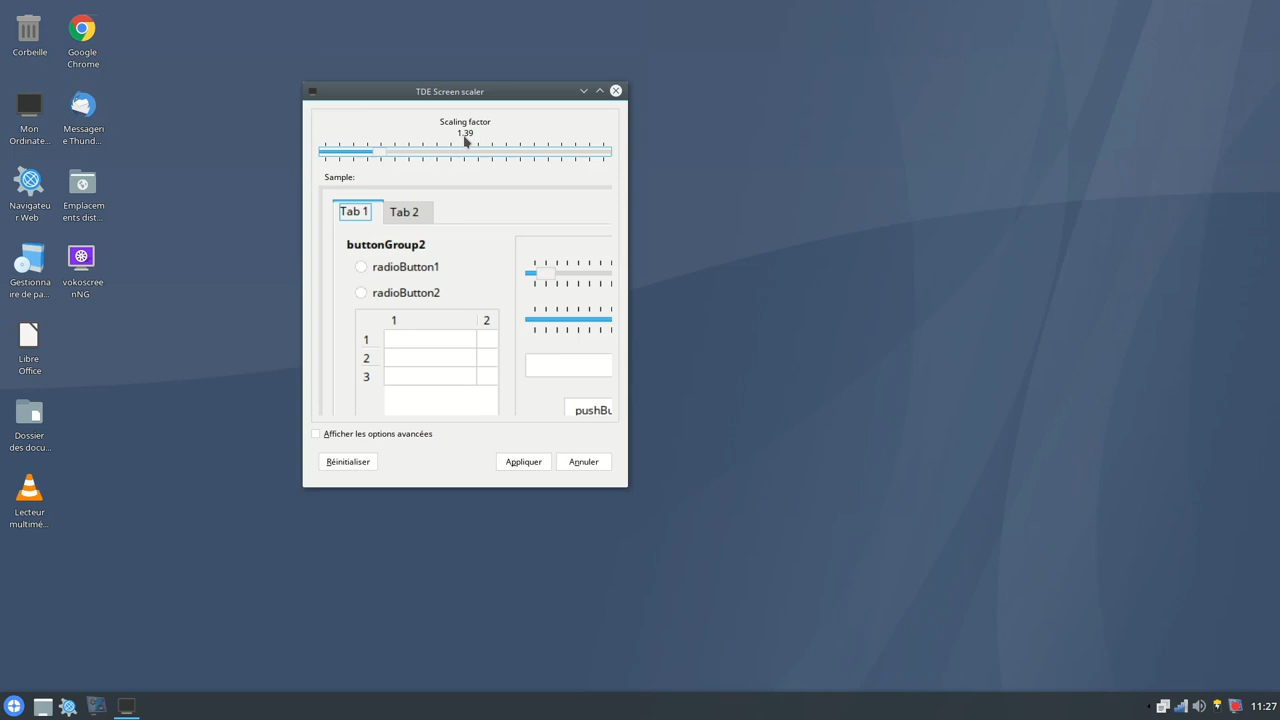 Corbeille
Google
Chrome
Mon
Ordinate...
Messageri
e Thund...
Navigateu
r Web
Emplacem
ents dist...
Gestionna
ire de pa...
vokoscre
enNG
Libre
Office
Dossier
des docu...
Lecteur
multimé...
TDE Screen scaler
Scaling factor
1.39
Sample:
Tab 1
Tab 2
buttonGroup2
radioButton1
radioButton2
1 2
1
2
3
pushBu
Afficher les options avancées
Réinitialiser
Appliquer
Annuler
11:27